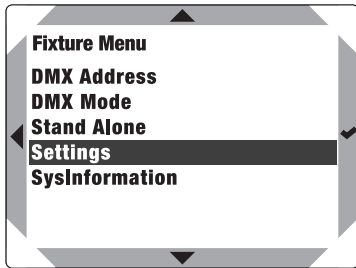 Fixture Menu
DMX Address
DMX Mode
Stand Alone
Settings
SysInformation